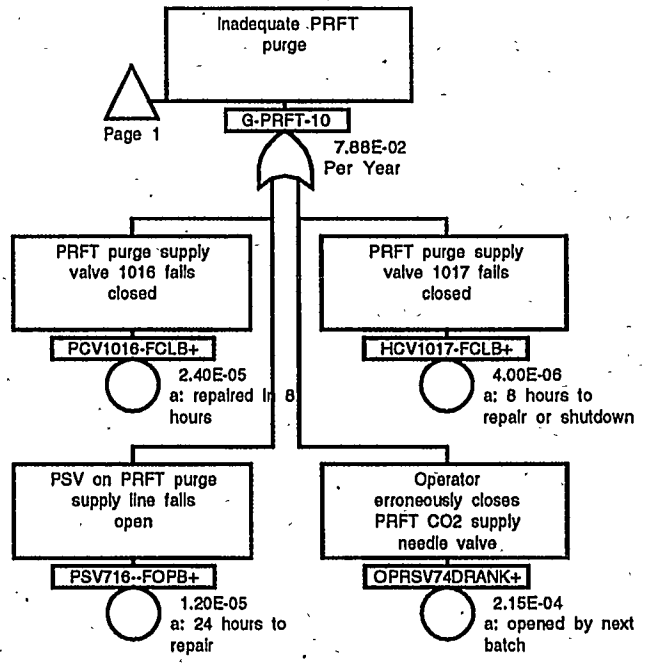 Inadequate PRFT
purge
Page 1
G-PRFT-10
7.88E-02
Per Year
PRFT purge supply
valve 1016 fails
closed
PCV1016-FCLB+
2.40E-05
a: repaired in 8
hours
PRFT purge supply
valve 1017 fails
closed
HCV1017-FCLB+
4.00E-06
a: 8 hours to
repair or shutdown
PSV on PRFT purge
supply line fails
open
PSV716--FOPB+
1.20E-05
a: 24 hours to
repair
Operator
erroneously closes
PRFT CO2 supply
needle valve
OPRSV74DRANK+
2.15E-04
a: opened by next
batch